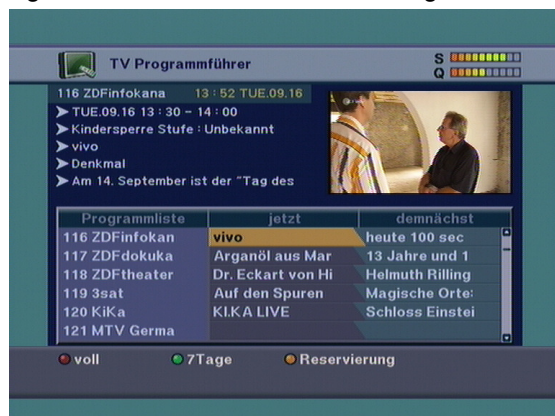 TV Programmführer
S
Q
116 ZDFinfokana 13 : 52 TUE.09.16
TUE.09.16 13 : 30 – 14 : 00
Kindersperre Stufe : Unbekannt
vivo
Denkmal
Am 14. September ist der "Tag des
Programmliste jetzt demnächst
116 ZDFinfokan vivo heute 100 sec
117 ZDFdokuka Arganöl aus Mar 13 Jahre und 1
118 ZDFtheater Dr. Eckart von Hi Helmuth Rilling
119 3sat Auf den Spuren Magische Orte:
120 KiKa KI.KA LIVE Schloss Einstei
121 MTV Germa
voll 7Tage Reservierung